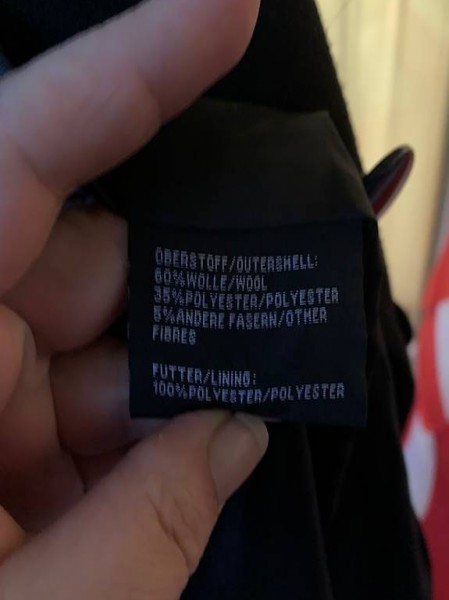 OBERSTOFF/OUTERSHELL:
60%WOLLE/WOOL
35%POLYESTER/POLYESTER
5%ANDERE FASERN/OTHER
FIBRES
FUTTER/LINING:
100%POLYESTER/POLYESTER